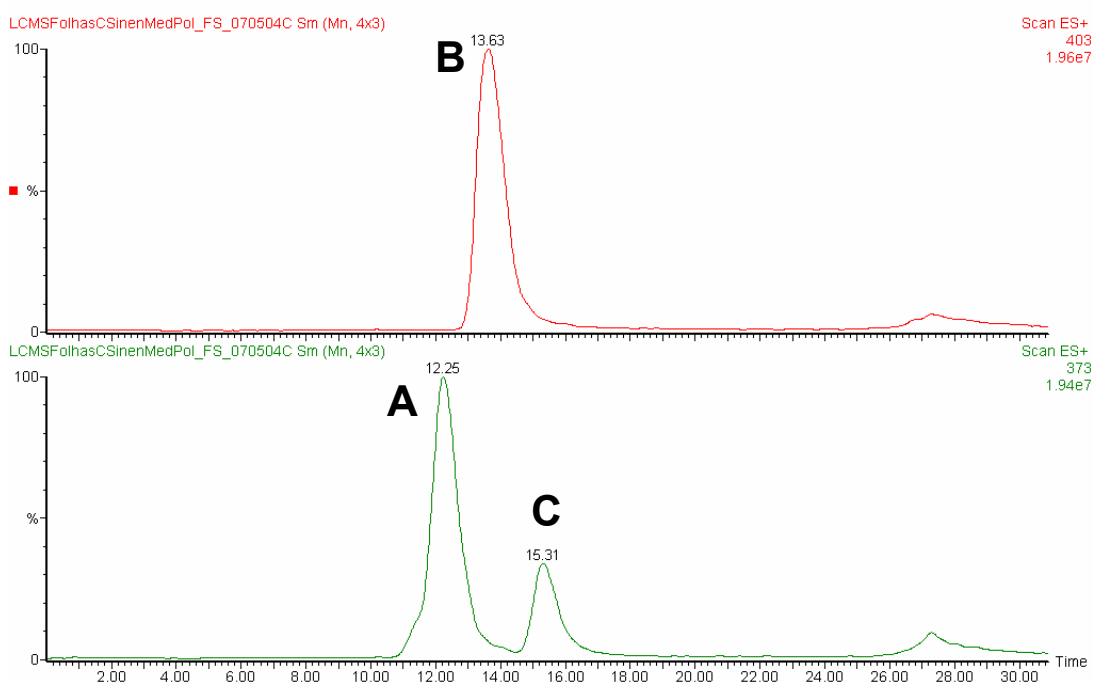 LCMSFolhasCSinenMedPol_FS_070504C Sm (Mn, 4x3)
Scan ES+
403
1.96e7
100
13.63
B
%
0
LCMSFolhasCSinenMedPol_FS_070504C Sm (Mn, 4x3)
Scan ES+
373
1.94e7
100
12.25
A
C
%
15.31
0
Time
2.00 4.00 6.00 8.00 10.00 12.00 14.00 16.00 18.00 20.00 22.00 24.00 26.00 28.00 30.00